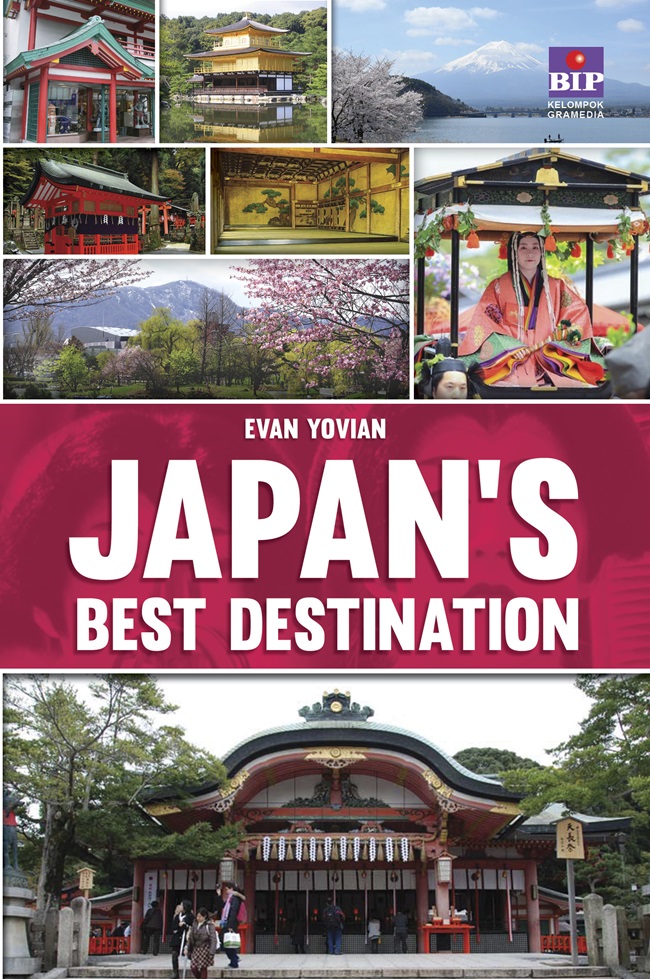 BIP
KELOMPOK
GRAMEDIA
EVAN YOVIAN
JAPAN'S
BEST DESTINATION